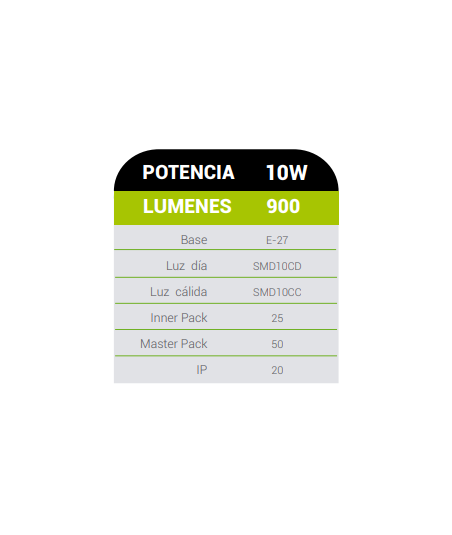 POTENCIA 10W
LUMENES 900
Base E-27
Luz día SMD10CD
Luz cálida SMD10CC
Inner Pack 25
Master Pack 50
IP 20